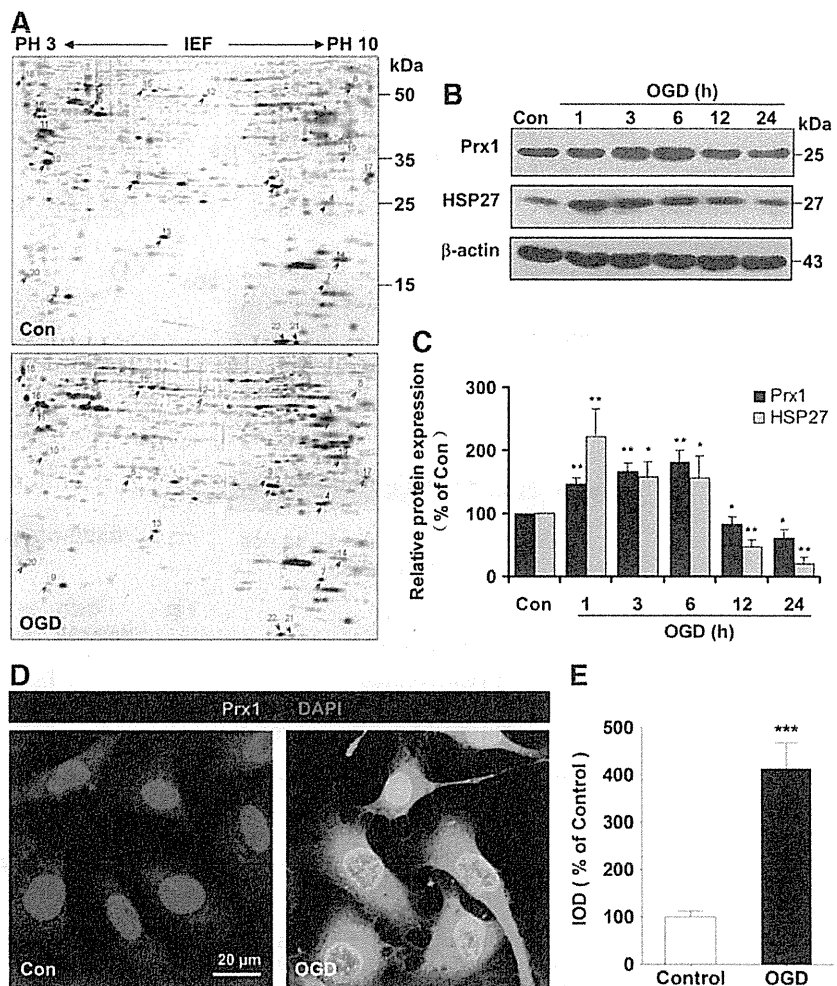 A
PH 3 IEF PH 10
kDa
50
35
25
15
Con
OGD
B
OGD (h)
Con 1 3 6 12 24 kDa
Prx1 25
HSP27 27
β-actin 43
C
Relative protein expression
( % of Con )
300
200
100
0
** ** ** * ** * * ** * **
Prx1
HSP27
Con 1 3 6 12 24
OGD (h)
D
Prx1 DAPI
Con
20 µm
OGD
E
IOD ( % of Control )
500
400
300
200
100
0
***
Control OGD